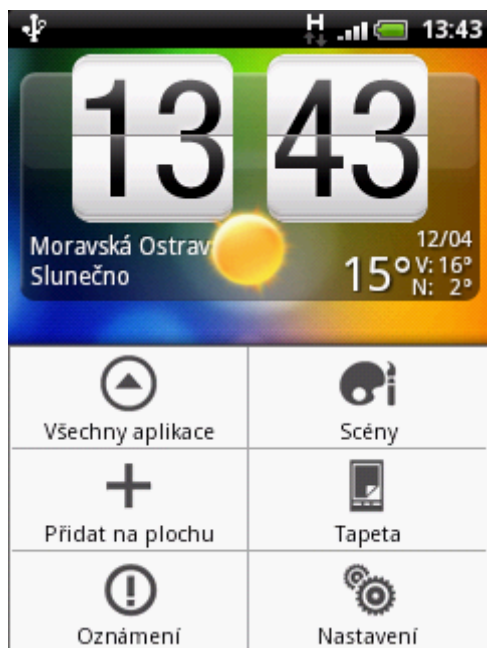 H 13:43
13 43
Moravská Ostrav
Slunečno
12/04
15° V: 16°
N: 2°
Všechny aplikace
Scény
Přidat na plochu
Tapeta
Oznámení
Nastavení